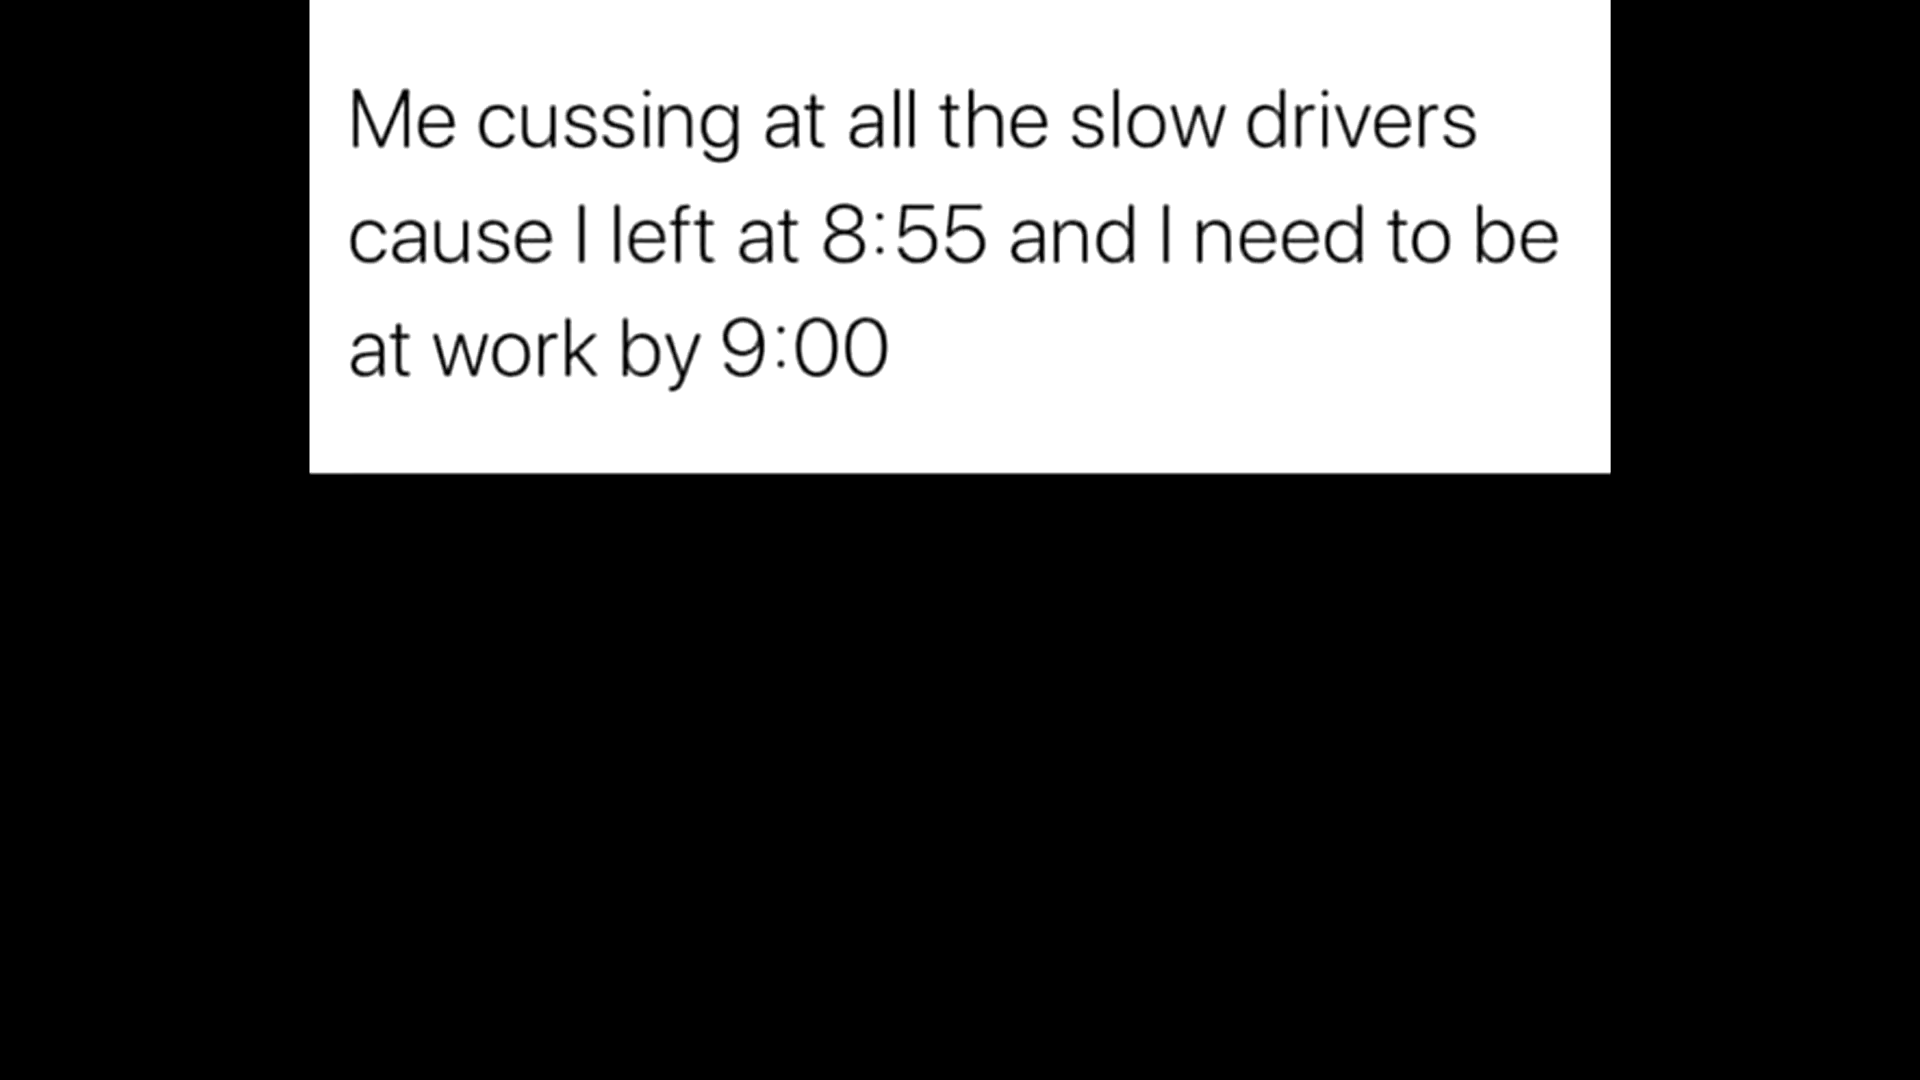 Me cussing at all the slow drivers
cause I left at 8:55 and I need to be
at work by 9:00